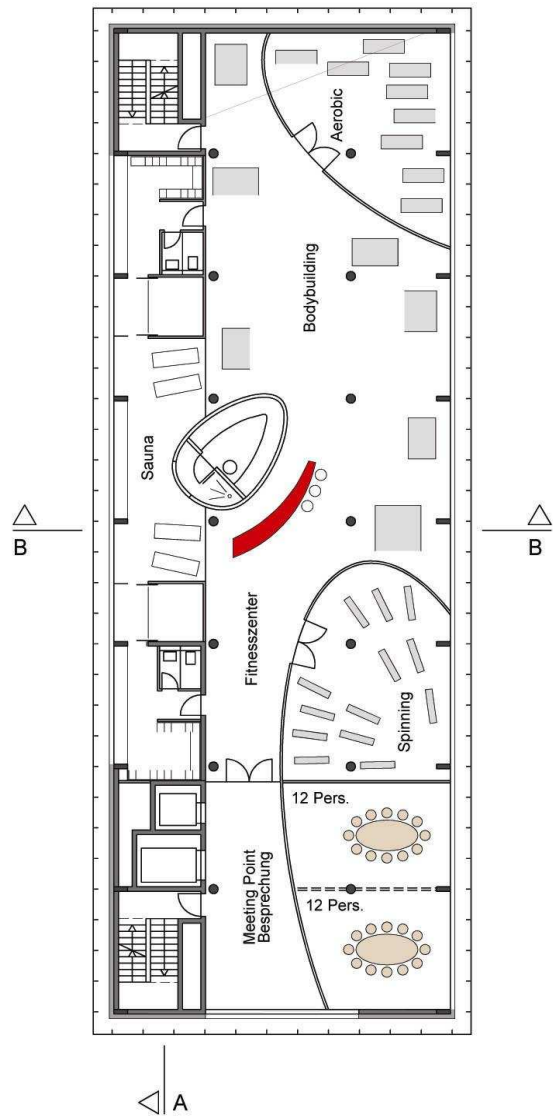 Aerobic
Bodybuilding
Sauna
B
B
Fitnesszenter
Spinning
12 Pers.
Meeting Point
Besprechung
12 Pers.
A